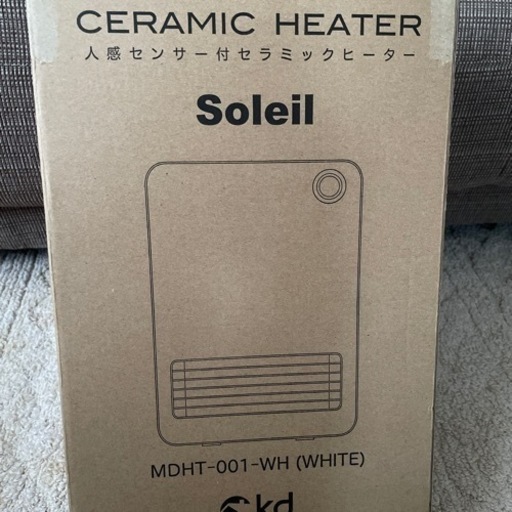 CERAMIC HEATER
人感センサー付セラミックヒーター
Soleil
MDHT-001-WH (WHITE)
kd